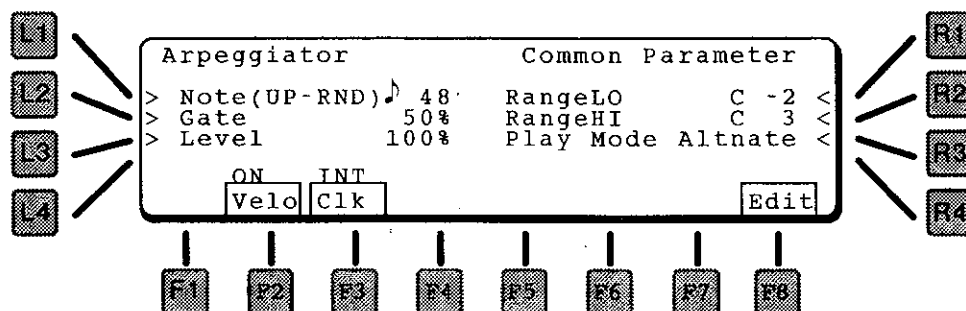 L1
R1
Arpeggiator Common Parameter
L2
R2
> Note(UP-RND)♪ 48 RangeLO C -2 <
> Gate 50% RangeHI C 3 <
> Level 100% Play Mode Altnate <
L3
R3
ON INT
Velo Clk Edit
L4
R4
F1 F2 F3 F4 F5 F6 F7 F8